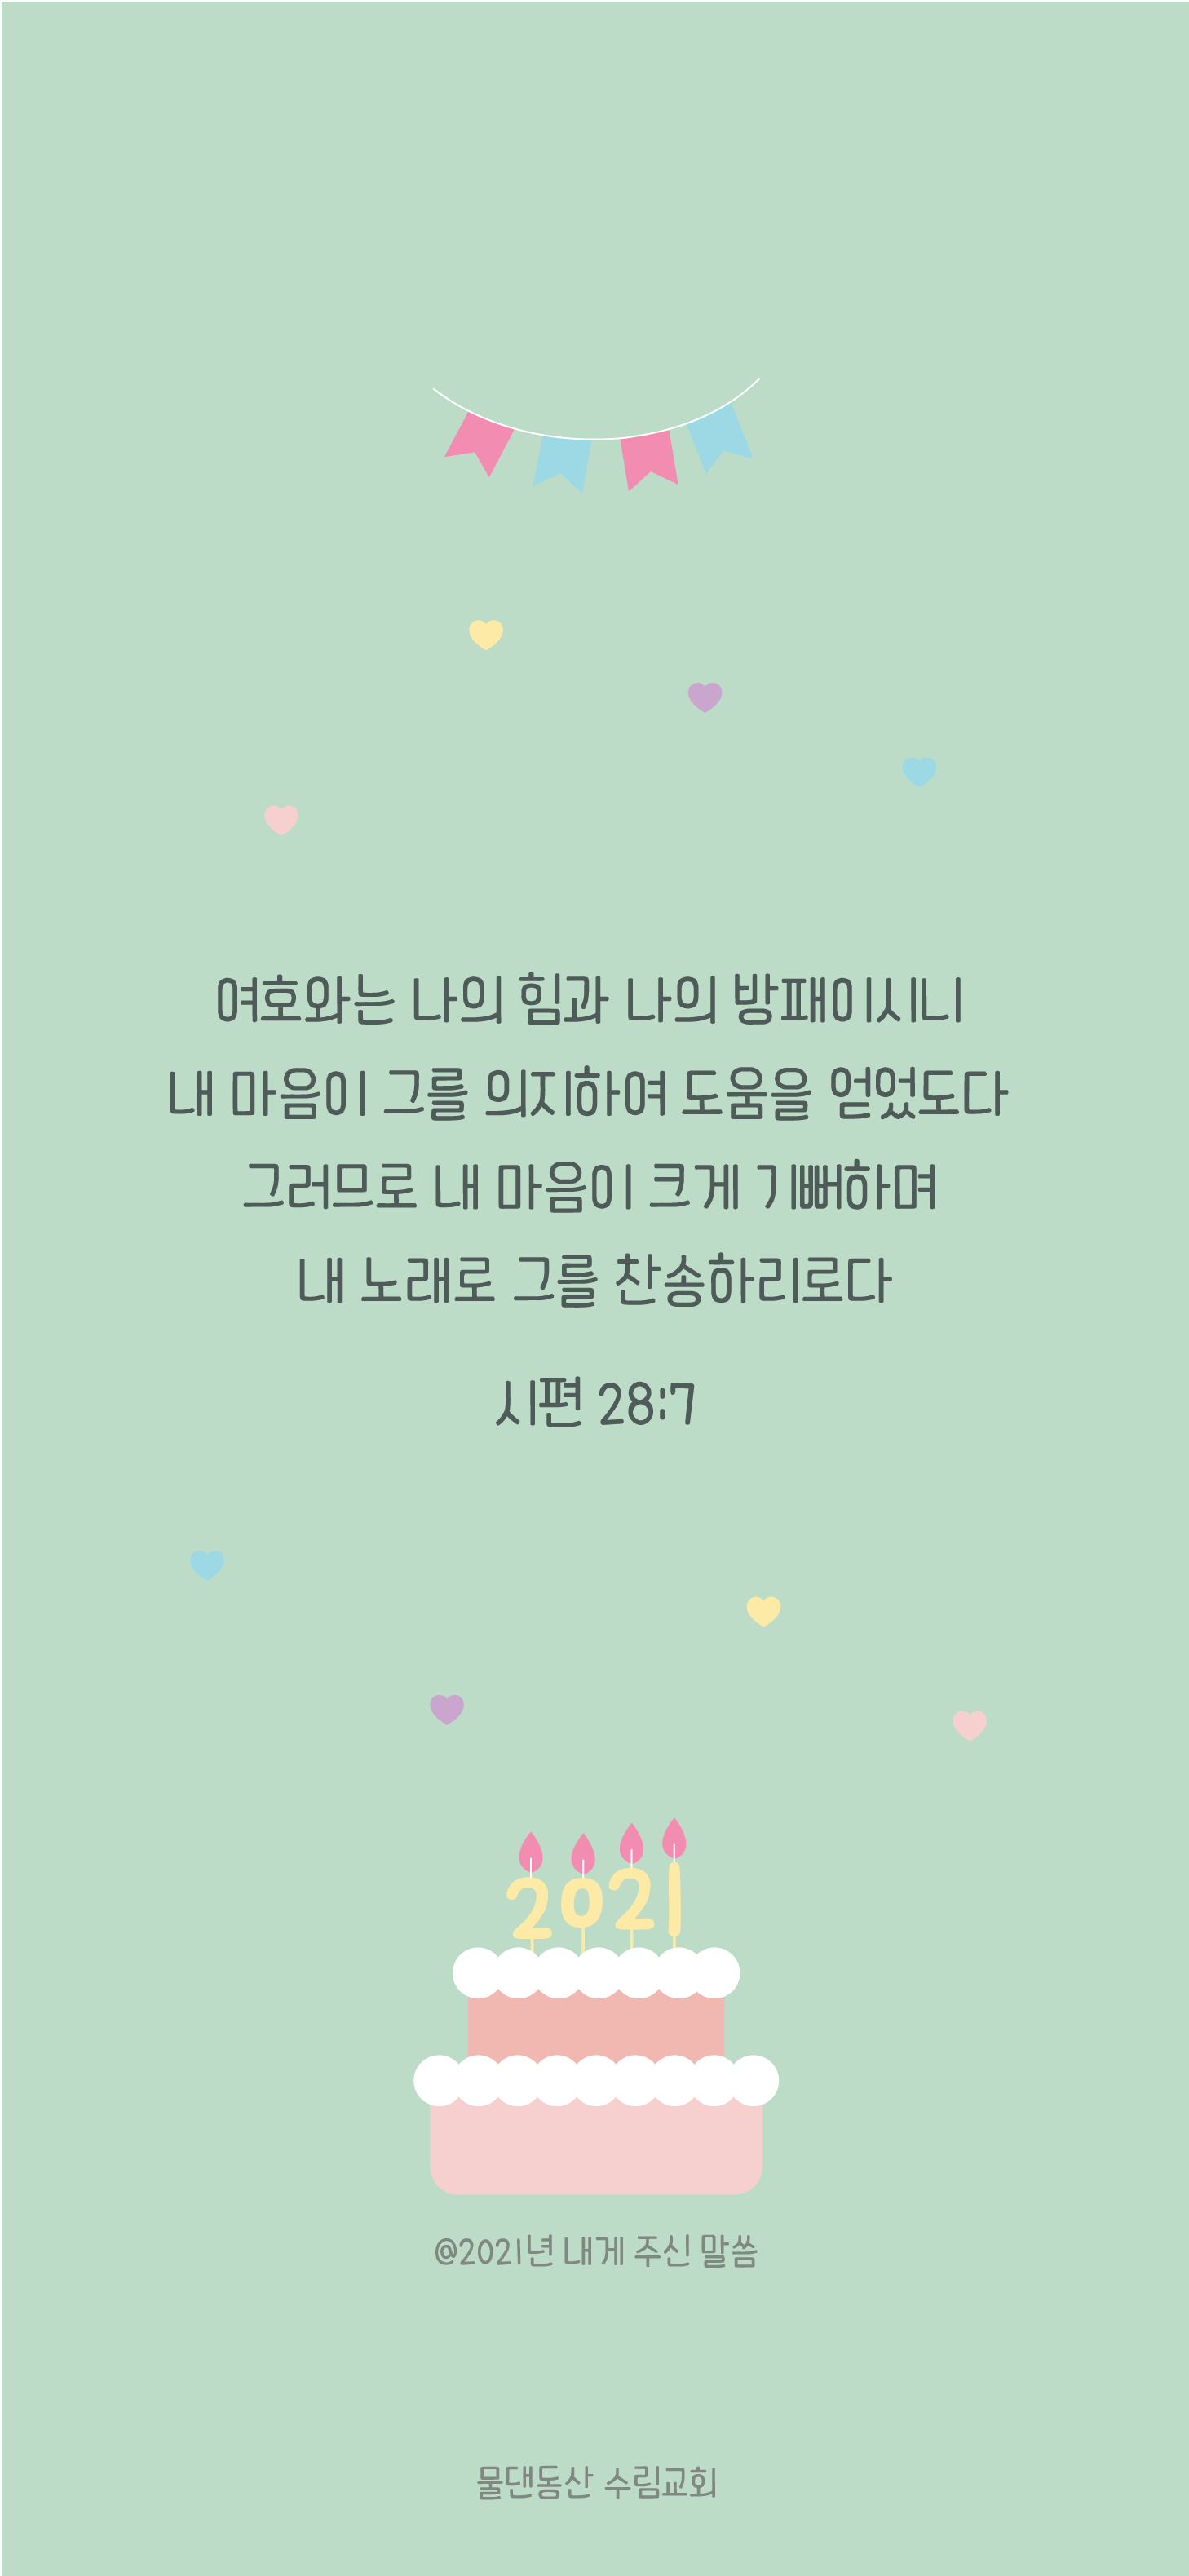 여호와는 나의 힘과 나의 방패이시니
내 마음이 그를 의지하여 도움을 얻었도다
그러므로 내 마음이 크게 기뻐하며
내 노래로 그를 찬송하리로다
시편 28:7
2021
@2021년 내게 주신 말씀
물댄동산 수림교회